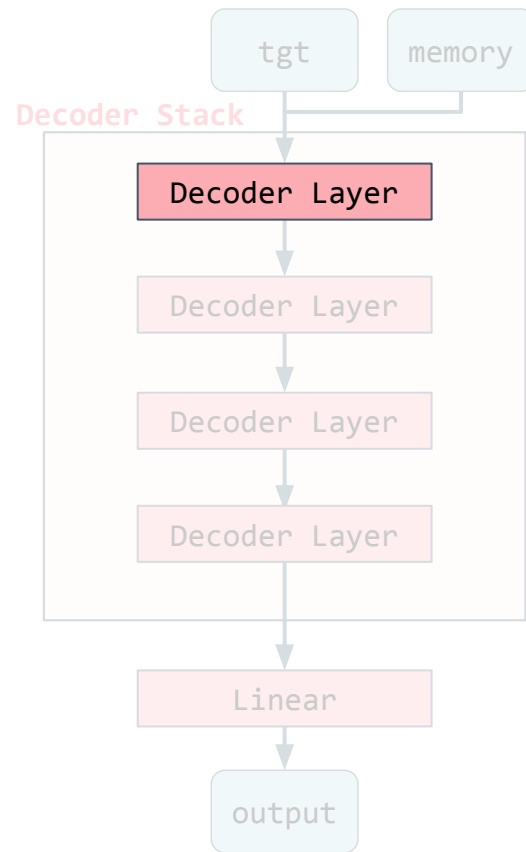 tgt
memory
Decoder Stack
Decoder Layer
Decoder Layer
Decoder Layer
Decoder Layer
Linear
output